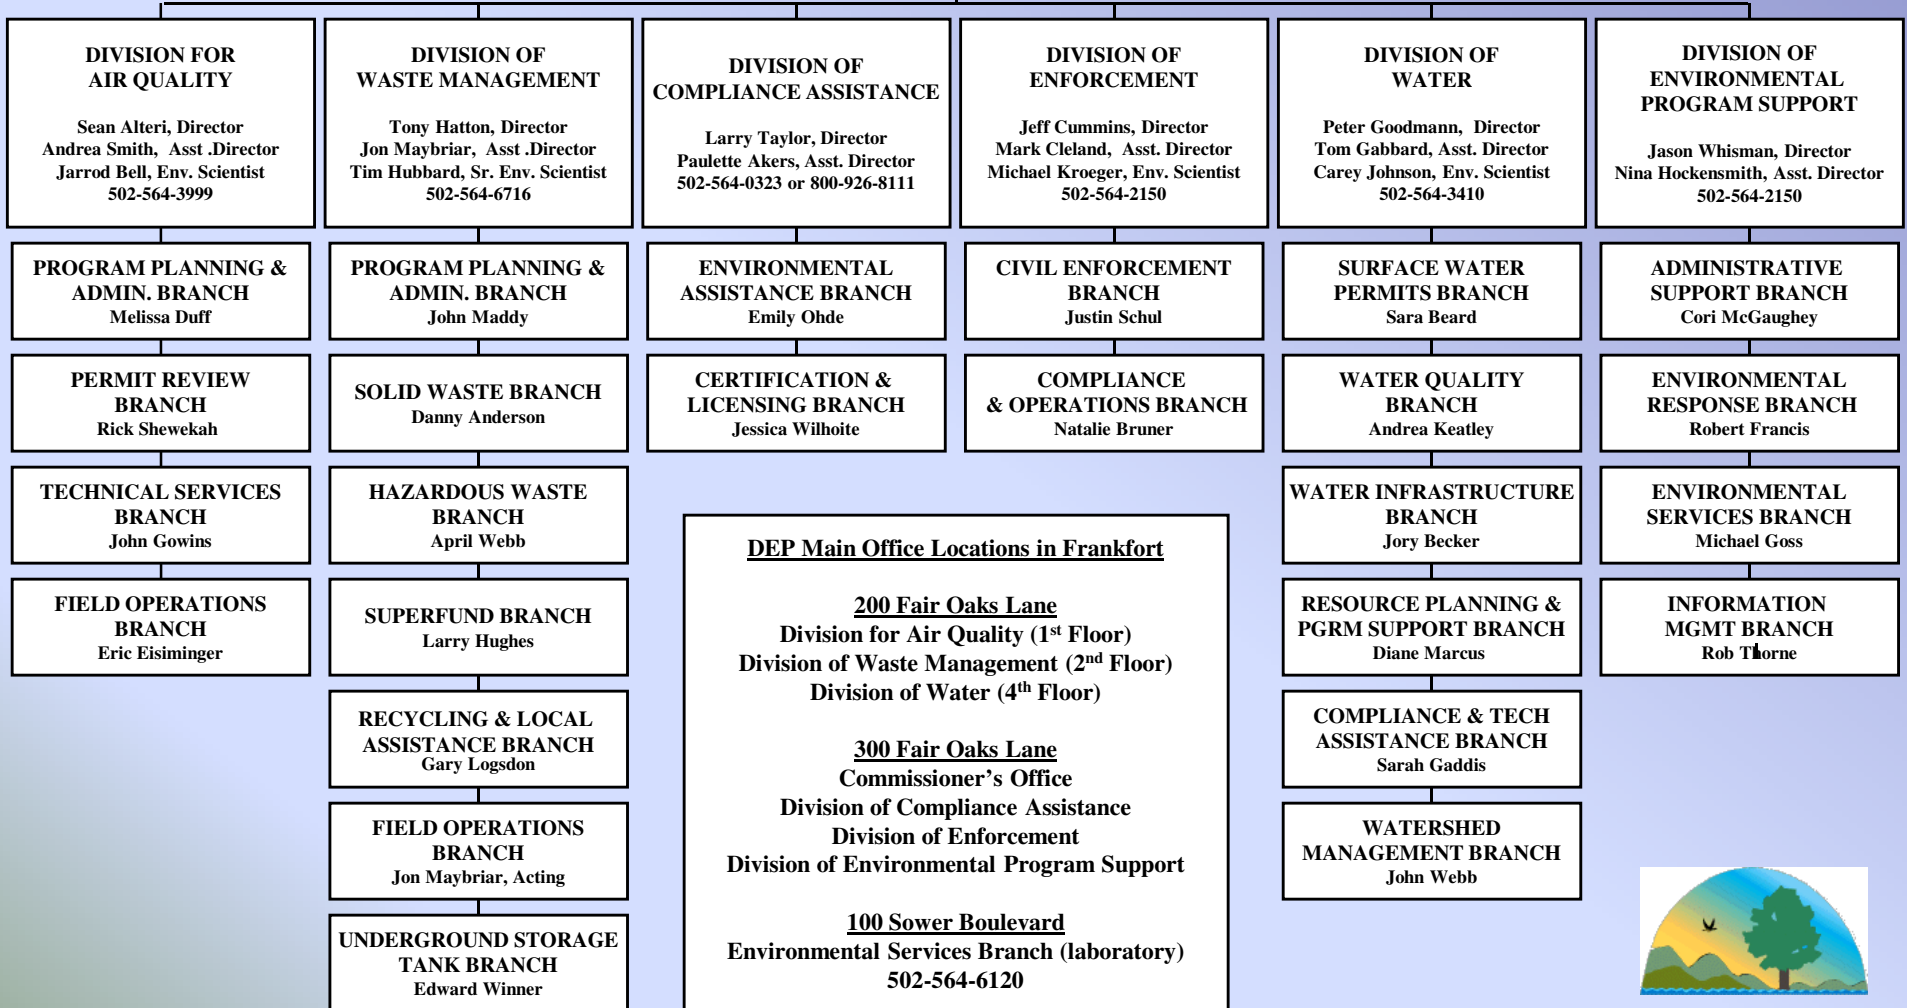 DIVISION FOR
AIR QUALITY
Sean Alteri, Director
Andrea Smith, Asst .Director
Jarrod Bell, Env. Scientist
502-564-3999
PROGRAM PLANNING &
ADMIN. BRANCH
Melissa Duff
PERMIT REVIEW
BRANCH
Rick Shewekah
TECHNICAL SERVICES
BRANCH
John Gowins
FIELD OPERATIONS
BRANCH
Eric Eisiminger
DIVISION OF
WASTE MANAGEMENT
Tony Hatton, Director
Jon Maybriar, Asst .Director
Tim Hubbard, Sr. Env. Scientist
502-564-6716
PROGRAM PLANNING &
ADMIN. BRANCH
John Maddy
SOLID WASTE BRANCH
Danny Anderson
HAZARDOUS WASTE
BRANCH
April Webb
SUPERFUND BRANCH
Larry Hughes
RECYCLING & LOCAL
ASSISTANCE BRANCH
Gary Logsdon
FIELD OPERATIONS
BRANCH
Jon Maybriar, Acting
UNDERGROUND STORAGE
TANK BRANCH
Edward Winner
DIVISION OF
COMPLIANCE ASSISTANCE
Larry Taylor, Director
Paulette Akers, Asst. Director
502-564-0323 or 800-926-8111
ENVIRONMENTAL
ASSISTANCE BRANCH
Emily Ohde
CERTIFICATION &
LICENSING BRANCH
Jessica Wilhoite
DIVISION OF
ENFORCEMENT
Jeff Cummins, Director
Mark Cleland, Asst. Director
Michael Kroeger, Env. Scientist
502-564-2150
CIVIL ENFORCEMENT
BRANCH
Justin Schul
COMPLIANCE
& OPERATIONS BRANCH
Natalie Bruner
DIVISION OF
WATER
Peter Goodmann, Director
Tom Gabbard, Asst. Director
Carey Johnson, Env. Scientist
502-564-3410
SURFACE WATER
PERMITS BRANCH
Sara Beard
WATER QUALITY
BRANCH
Andrea Keatley
WATER INFRASTRUCTURE
BRANCH
Jory Becker
RESOURCE PLANNING &
PGRM SUPPORT BRANCH
Diane Marcus
COMPLIANCE & TECH
ASSISTANCE BRANCH
Sarah Gaddis
WATERSHED
MANAGEMENT BRANCH
John Webb
DIVISION OF
ENVIRONMENTAL
PROGRAM SUPPORT
Jason Whisman, Director
Nina Hockensmith, Asst. Director
502-564-2150
ADMINISTRATIVE
SUPPORT BRANCH
Cori McGaughey
ENVIRONMENTAL
RESPONSE BRANCH
Robert Francis
ENVIRONMENTAL
SERVICES BRANCH
Michael Goss
INFORMATION
MGMT BRANCH
Rob Thorne
DEP Main Office Locations in Frankfort
200 Fair Oaks Lane
Division for Air Quality (1st Floor)
Division of Waste Management (2nd Floor)
Division of Water (4th Floor)
300 Fair Oaks Lane
Commissioner’s Office
Division of Compliance Assistance
Division of Enforcement
Division of Environmental Program Support
100 Sower Boulevard
Environmental Services Branch (laboratory)
502-564-6120